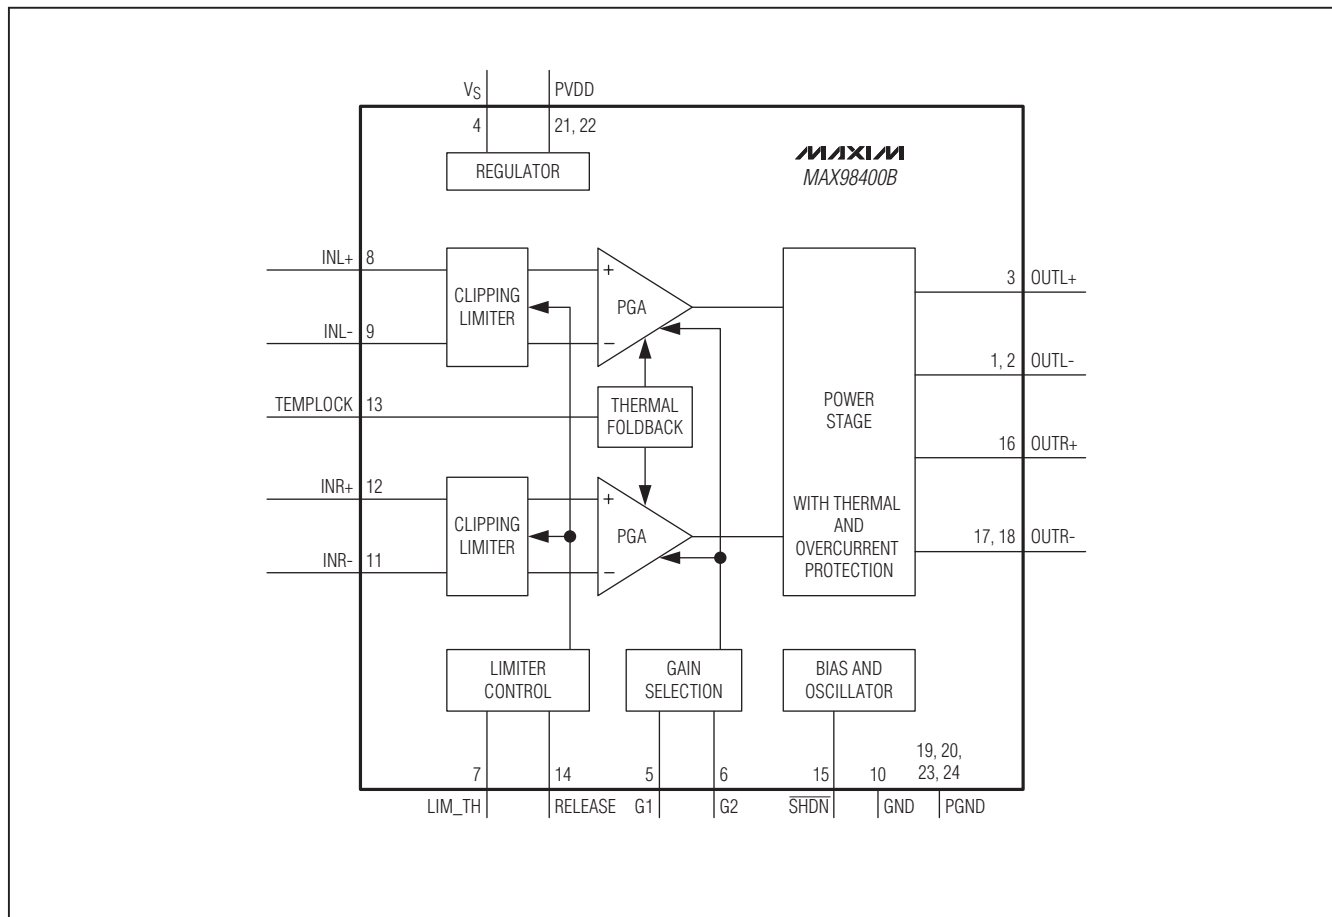 VS PVDD
4 21, 22
REGULATOR
MAXIM
MAX98400B
INL+ 8
INL- 9
CLIPPING
LIMITER
+
PGA
−
3 OUTL+
1, 2 OUTL-
TEMPLOCK 13
THERMAL
FOLDBACK
POWER
STAGE
16 OUTR+
INR+ 12
INR- 11
CLIPPING
LIMITER
+
PGA
−
WITH THERMAL
AND
OVERCURRENT
PROTECTION
17, 18 OUTR-
LIMITER
CONTROL
GAIN
SELECTION
BIAS AND
OSCILLATOR
7 14 5 6 15 10 19, 20,
23, 24
LIM_TH RELEASE G1 G2 SHDN GND PGND